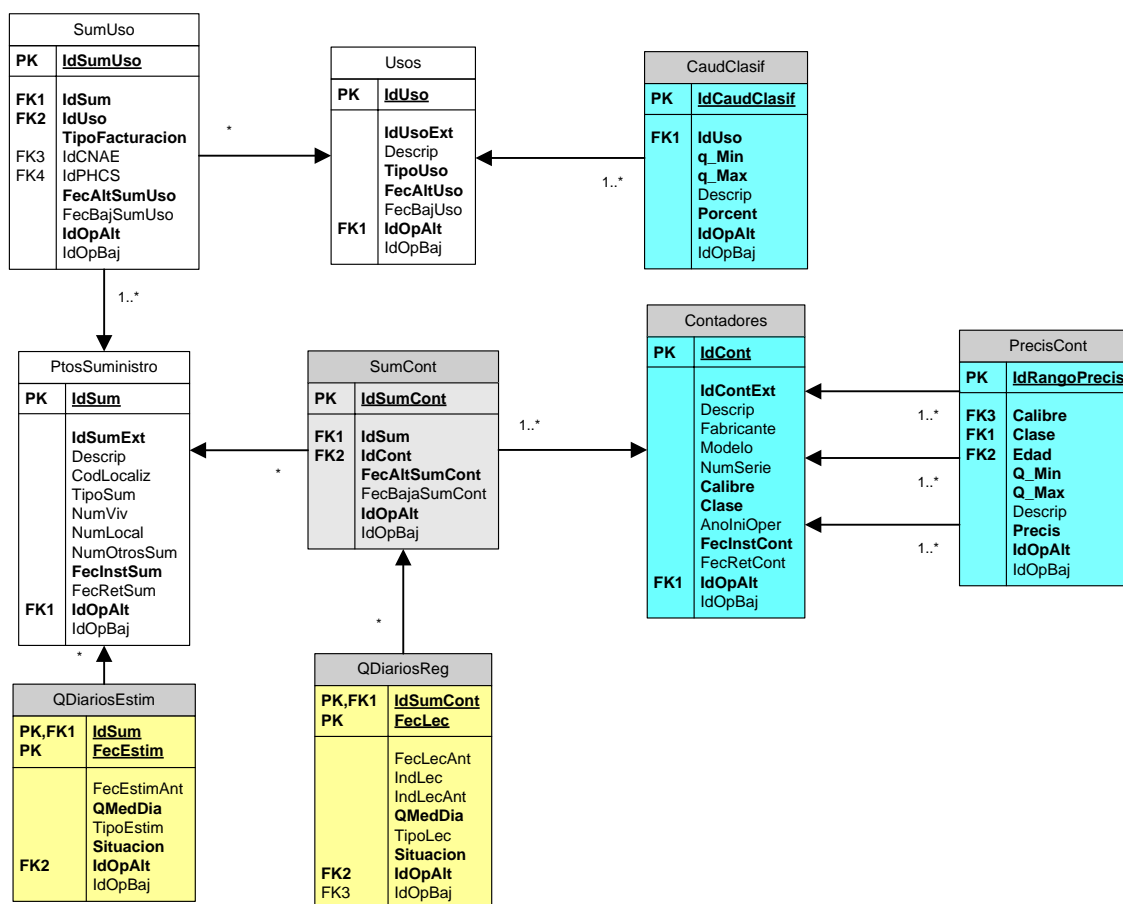 SumUso
PK IdSumUso
FK1 IdSum
FK2 IdUso
TipoFacturacion
FK3 IdCNAE
FK4 IdPHCS
FecAltSumUso
FecBajSumUso
IdOpAlt
IdOpBaj
*
Usos
PK IdUso
IdUsoExt
Descrip
TipoUso
FecAltUso
FecBajUso
FK1 IdOpAlt
IdOpBaj
1..*
CaudClasif
PK IdCaudClasif
FK1 IdUso
q_Min
q_Max
Descrip
Porcent
IdOpAlt
IdOpBaj
1..*
PtosSuministro
PK IdSum
IdSumExt
Descrip
CodLocaliz
TipoSum
NumViv
NumLocal
NumOtrosSum
FecInstSum
FecRetSum
FK1 IdOpAlt
IdOpBaj
*
*
SumCont
PK IdSumCont
FK1 IdSum
FK2 IdCont
FecAltSumCont
FecBajaSumCont
IdOpAlt
IdOpBaj
1..*
*
Contadores
PK IdCont
IdContExt
Descrip
Fabricante
Modelo
NumSerie
Calibre
Clase
AnoIniOper
FecInstCont
FecRetCont
FK1 IdOpAlt
IdOpBaj
1..*
1..*
1..*
PrecisCont
PK IdRangoPrecis
FK3 Calibre
FK1 Clase
FK2 Edad
Q_Min
Q_Max
Descrip
Precis
IdOpAlt
IdOpBaj
QDiariosEstim
PK,FK1 IdSum
PK FecEstim
FecEstimAnt
QMedDia
TipoEstim
Situacion
FK2 IdOpAlt
IdOpBaj
QDiariosReg
PK,FK1 IdSumCont
PK FecLec
FecLecAnt
IndLec
IndLecAnt
QMedDia
TipoLec
Situacion
FK2 IdOpAlt
FK3 IdOpBaj